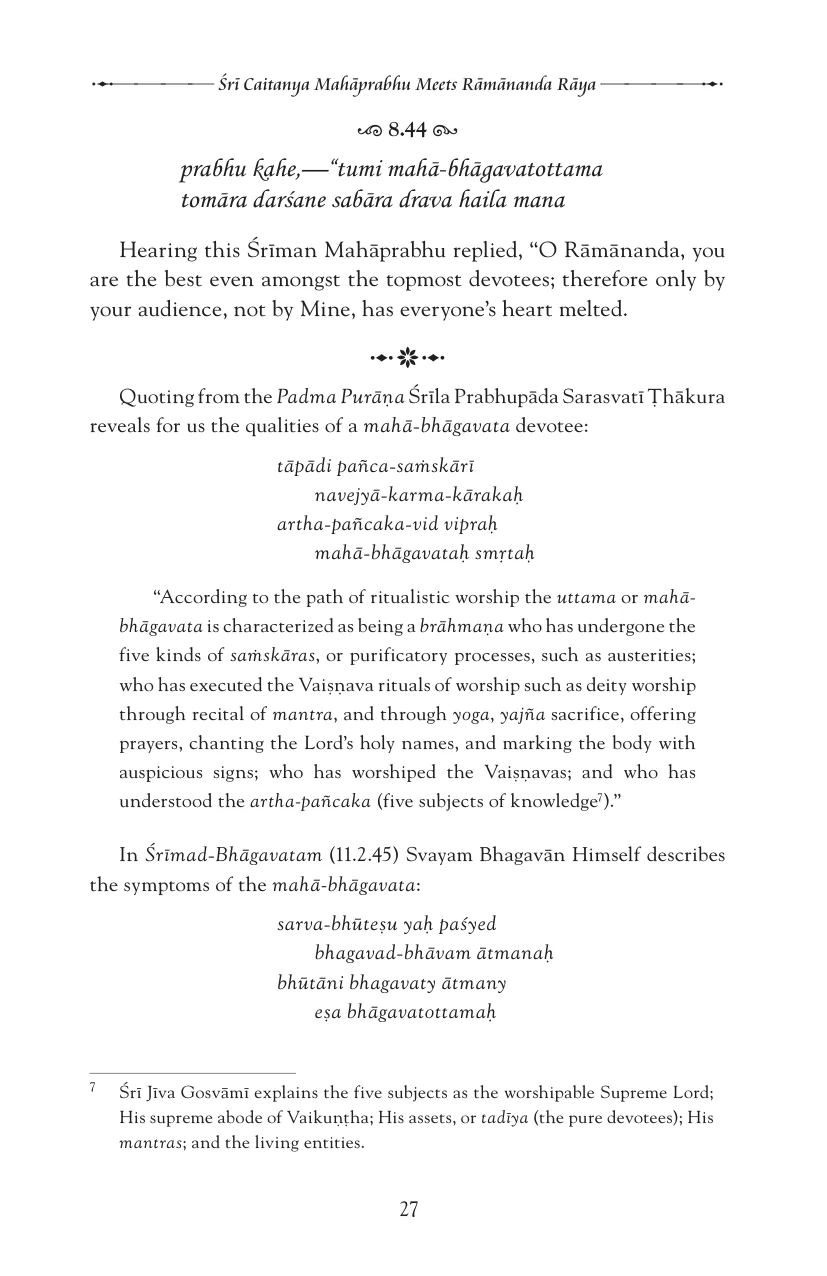 Śrī Caitanya Mahāprabhu Meets Rāmānanda Rāya
8.44
prabhu kahe,—“tumi mahā-bhāgavatottama
tomāra darśane sabāra drava haila mana
Hearing this Śrīman Mahāprabhu replied, “O Rāmānanda, you
are the best even amongst the topmost devotees; therefore only by
your audience, not by Mine, has everyone’s heart melted.
Quoting from the Padma Purāṇa Śrīla Prabhupāda Sarasvatī Ṭhākura
reveals for us the qualities of a mahā-bhāgavata devotee:
tāpādi pañca-saṁskārī
navejyā-karma-kārakaḥ
artha-pañcaka-vid vipraḥ
mahā-bhāgavataḥ smṛtaḥ
“According to the path of ritualistic worship the uttama or mahā-
bhāgavata is characterized as being a brāhmaṇa who has undergone the
five kinds of saṁskāras, or purificatory processes, such as austerities;
who has executed the Vaiṣṇava rituals of worship such as deity worship
through recital of mantra, and through yoga, yajña sacrifice, offering
prayers, chanting the Lord’s holy names, and marking the body with
auspicious signs; who has worshiped the Vaiṣṇavas; and who has
understood the artha-pañcaka (five subjects of knowledge⁷).”
In Śrīmad-Bhāgavatam (11.2.45) Svayam Bhagavān Himself describes
the symptoms of the mahā-bhāgavata:
sarva-bhūteṣu yaḥ paśyed
bhagavad-bhāvam ātmanaḥ
bhūtāni bhagavaty ātmany
eṣa bhāgavatottamaḥ
⁷ Śrī Jīva Gosvāmī explains the five subjects as the worshipable Supreme Lord;
His supreme abode of Vaikuṇṭha; His assets, or tadīya (the pure devotees); His
mantras; and the living entities.
27